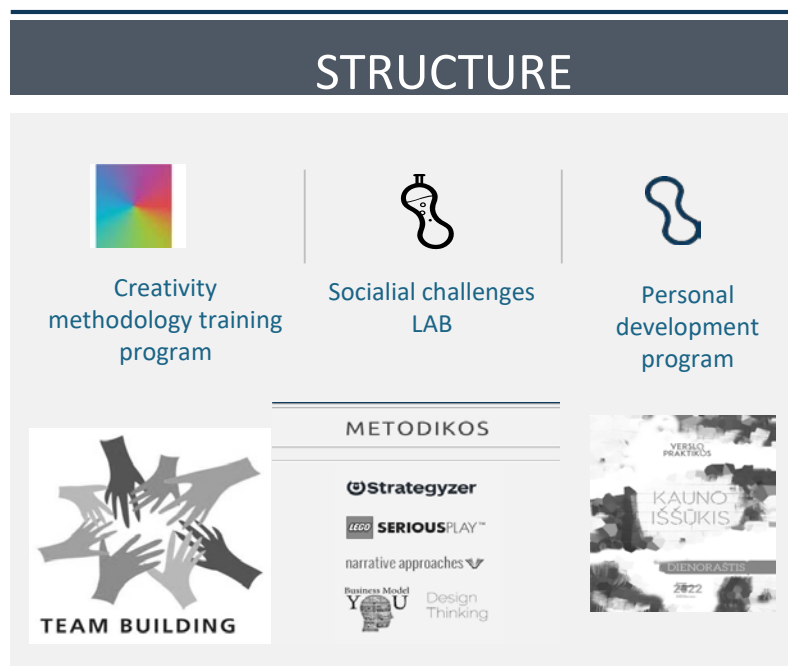 STRUCTURE
Creativity
methodology training
program
Socialial challenges
LAB
Personal
development
program
TEAM BUILDING
METODIKOS
Strategyzer
LEGO SERIOUSPLAY™
narrative approaches
Business Model
YOU
Design
Thinking
VERSLO
PRAKTIKOS
KAUNO
IŠŠŪKIS
DIENORAŠTIS
2022